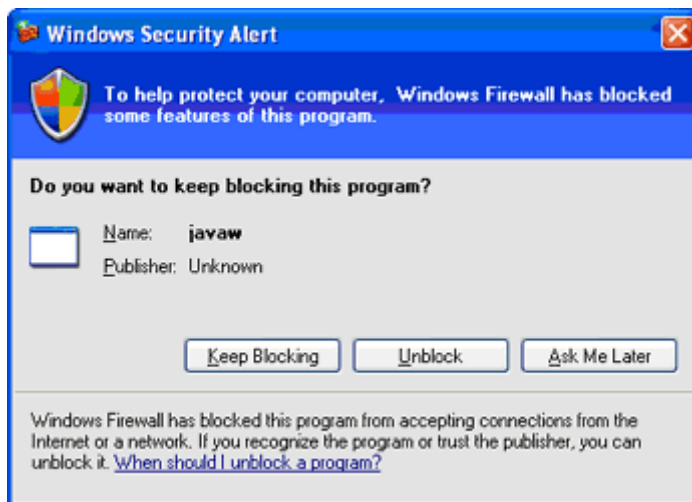 Windows Security Alert
To help protect your computer, Windows Firewall has blocked
some features of this program.
Do you want to keep blocking this program?
Name: javaw
Publisher: Unknown
Keep Blocking Unblock Ask Me Later
Windows Firewall has blocked this program from accepting connections from the
Internet or a network. If you recognize the program or trust the publisher, you can
unblock it. When should I unblock a program?